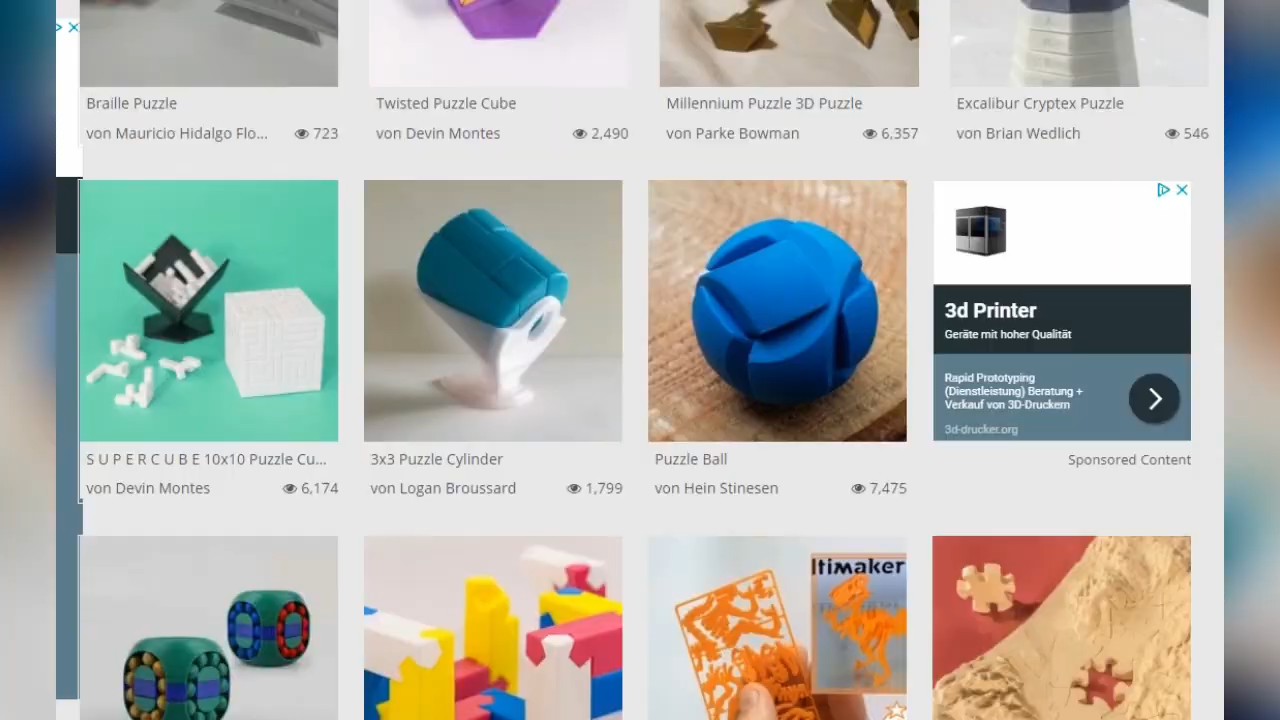 Braille Puzzle
Twisted Puzzle Cube
Millennium Puzzle 3D Puzzle
Excalibur Cryptex Puzzle
von Mauricio Hidalgo Flo... 723
von Devin Montes 2,490
von Parke Bowman 6,357
von Brian Wedlich 546
3d Printer
Geräte mit hoher Qualität
Rapid Prototyping
(Dienstleistung) Beratung +
Verkauf von 3D-Druckern
3d-drucker.org
S U P E R C U B E 10x10 Puzzle Cu...
3x3 Puzzle Cylinder
Puzzle Ball
Sponsored Content
von Devin Montes 6,174
von Logan Broussard 1,799
von Hein Stinesen 7,475
ltimaker